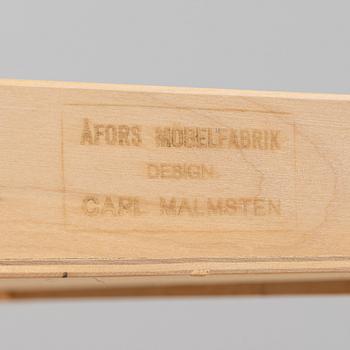 ÅFORS MÖBELFABRIK
DESIGN.
CARL MALMSTEN